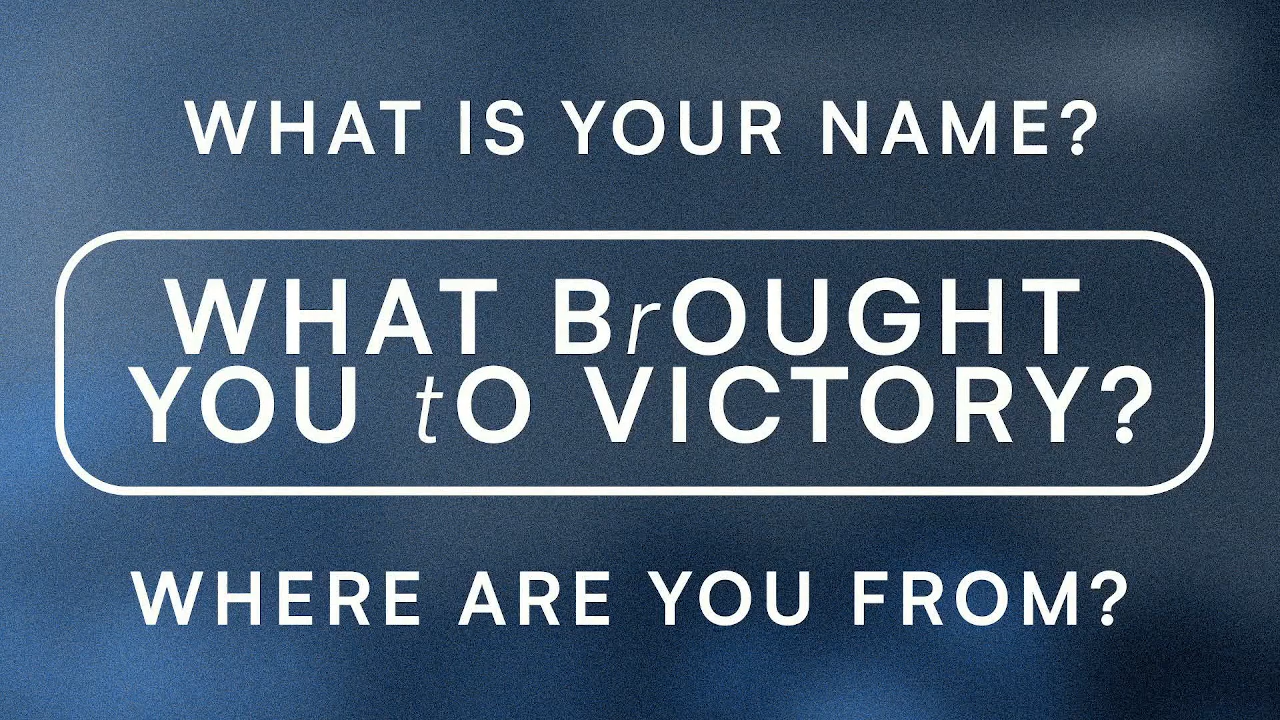 WHAT IS YOUR NAME?
WHAT BrOUGHT
YOU tO VICTORY?
WHERE ARE YOU FROM?